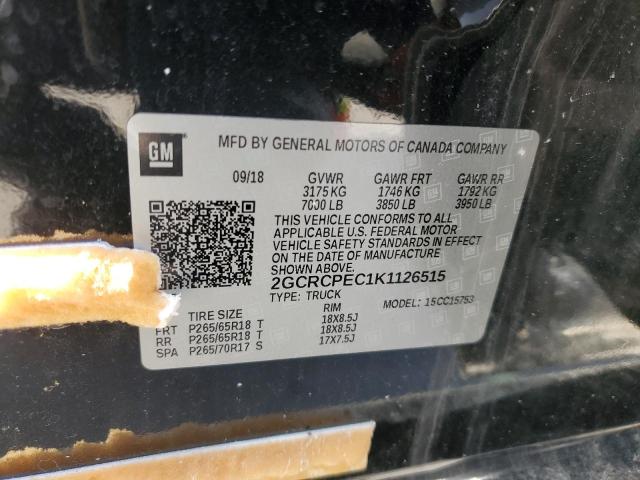 GM
MFD BY GENERAL MOTORS OF CANADA COMPANY
09/18 GVWR GAWR FRT GAWR RR
3175 KG 1746 KG 1792 KG
7000 LB 3850 LB 3950 LB
THIS VEHICLE CONFORMS TO ALL
APPLICABLE U.S. FEDERAL MOTOR
VEHICLE SAFETY STANDARDS IN EFFECT
ON THE DATE OF MANUFACTURE
SHOWN ABOVE.
2GCRCPEC1K1126515
TYPE: TRUCK MODEL: 15CC15753
TIRE SIZE RIM
FRT P265/65R18 T 18X8.5J
RR P265/65R18 T 18X8.5J
SPA P265/70R17 S 17X7.5J